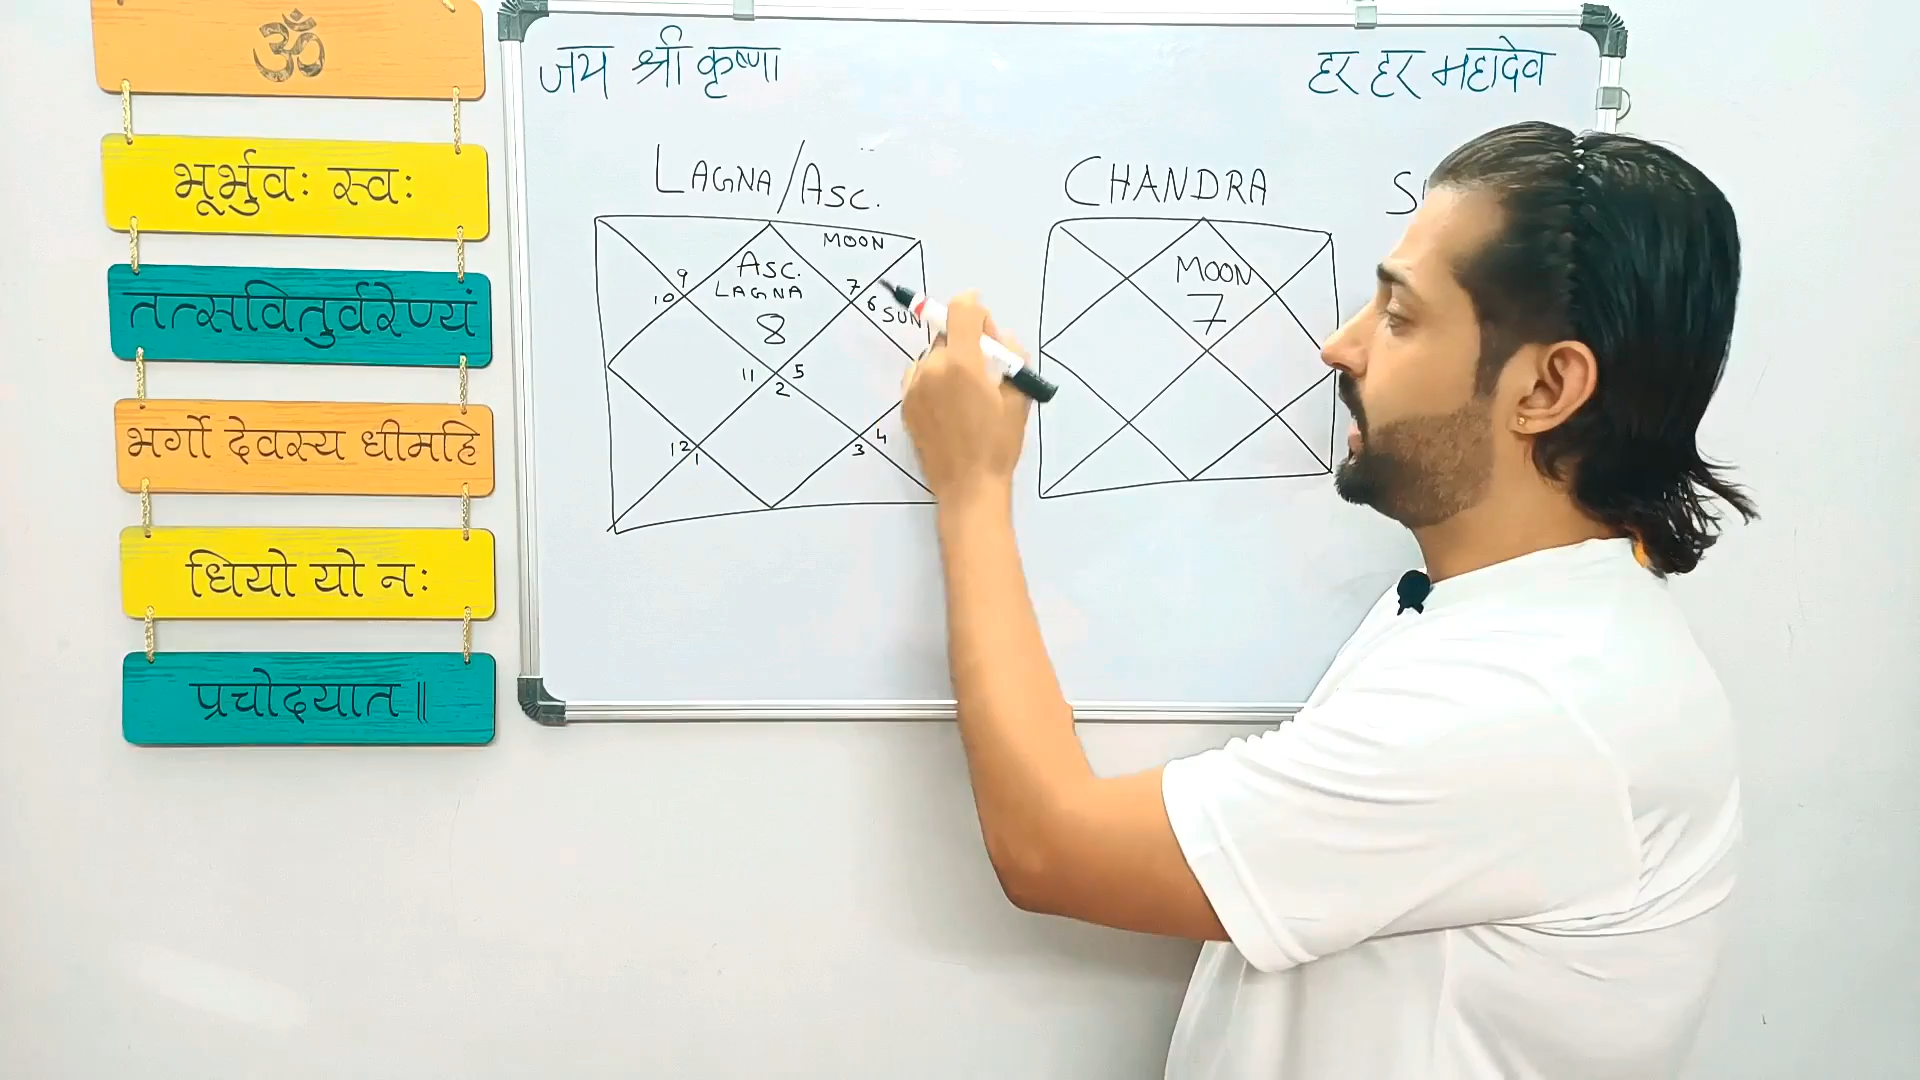 ॐ
भूर्भुवः स्वः
तत्सवितुर्वरेण्यं
भर्गो देवस्य धीमहि
धियो यो नः
प्रचोदयात॥
जय श्री कृष्णा
हर हर महादेव
LAGNA/ASC.
MOON
ASC.
LAGNA
8
9
10
7
6 SUN
11
5
2
12
1
4
3
CHANDRA
MOON
7